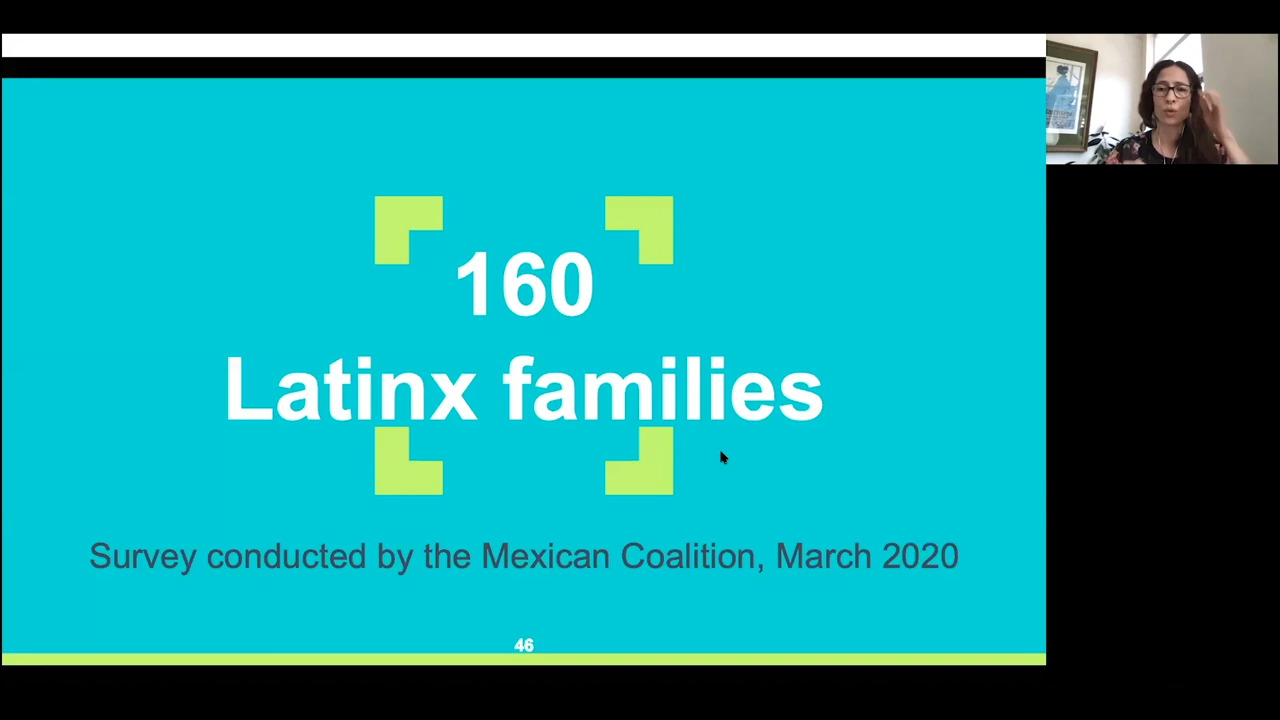 160
Latinx families
Survey conducted by the Mexican Coalition, March 2020
46